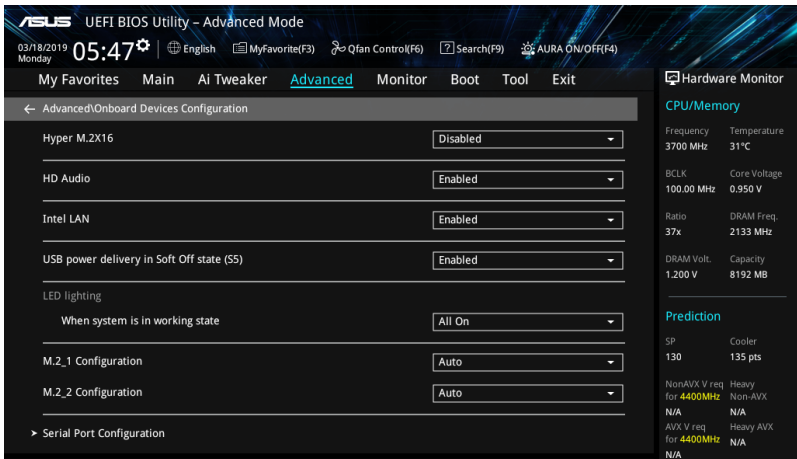 ASUS UEFI BIOS Utility – Advanced Mode
03/18/2019 Monday 05:47 English MyFavorite(F3) Qfan Control(F6) ? Search(F9) AURA ON/OFF(F4)
My Favorites Main Ai Tweaker Advanced Monitor Boot Tool Exit
← Advanced\Onboard Devices Configuration
Hyper M.2X16 Disabled
HD Audio Enabled
Intel LAN Enabled
USB power delivery in Soft Off state (S5) Enabled
LED lighting
When system is in working state All On
M.2_1 Configuration Auto
M.2_2 Configuration Auto
> Serial Port Configuration
Hardware Monitor
CPU/Memory
Frequency Temperature
3700 MHz 31°C
BCLK Core Voltage
100.00 MHz 0.950 V
Ratio DRAM Freq.
37x 2133 MHz
DRAM Volt. Capacity
1.200 V 8192 MB
Prediction
SP Cooler
130 135 pts
NonAVX V req Heavy
for 4400MHz Non-AVX
N/A N/A
AVX V req Heavy AVX
for 4400MHz N/A
N/A